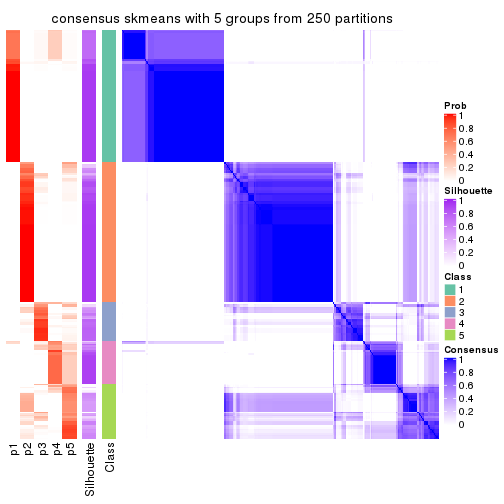 consensus skmeans with 5 groups from 250 partitions
Prob
1
0.8
0.6
0.4
0.2
0
Silhouette
1
0.8
0.6
0.4
0.2
0
Class
1
2
3
4
5
Consensus
1
0.8
0.6
0.4
0.2
0
p1
p2
p3
p4
p5
Silhouette
Class